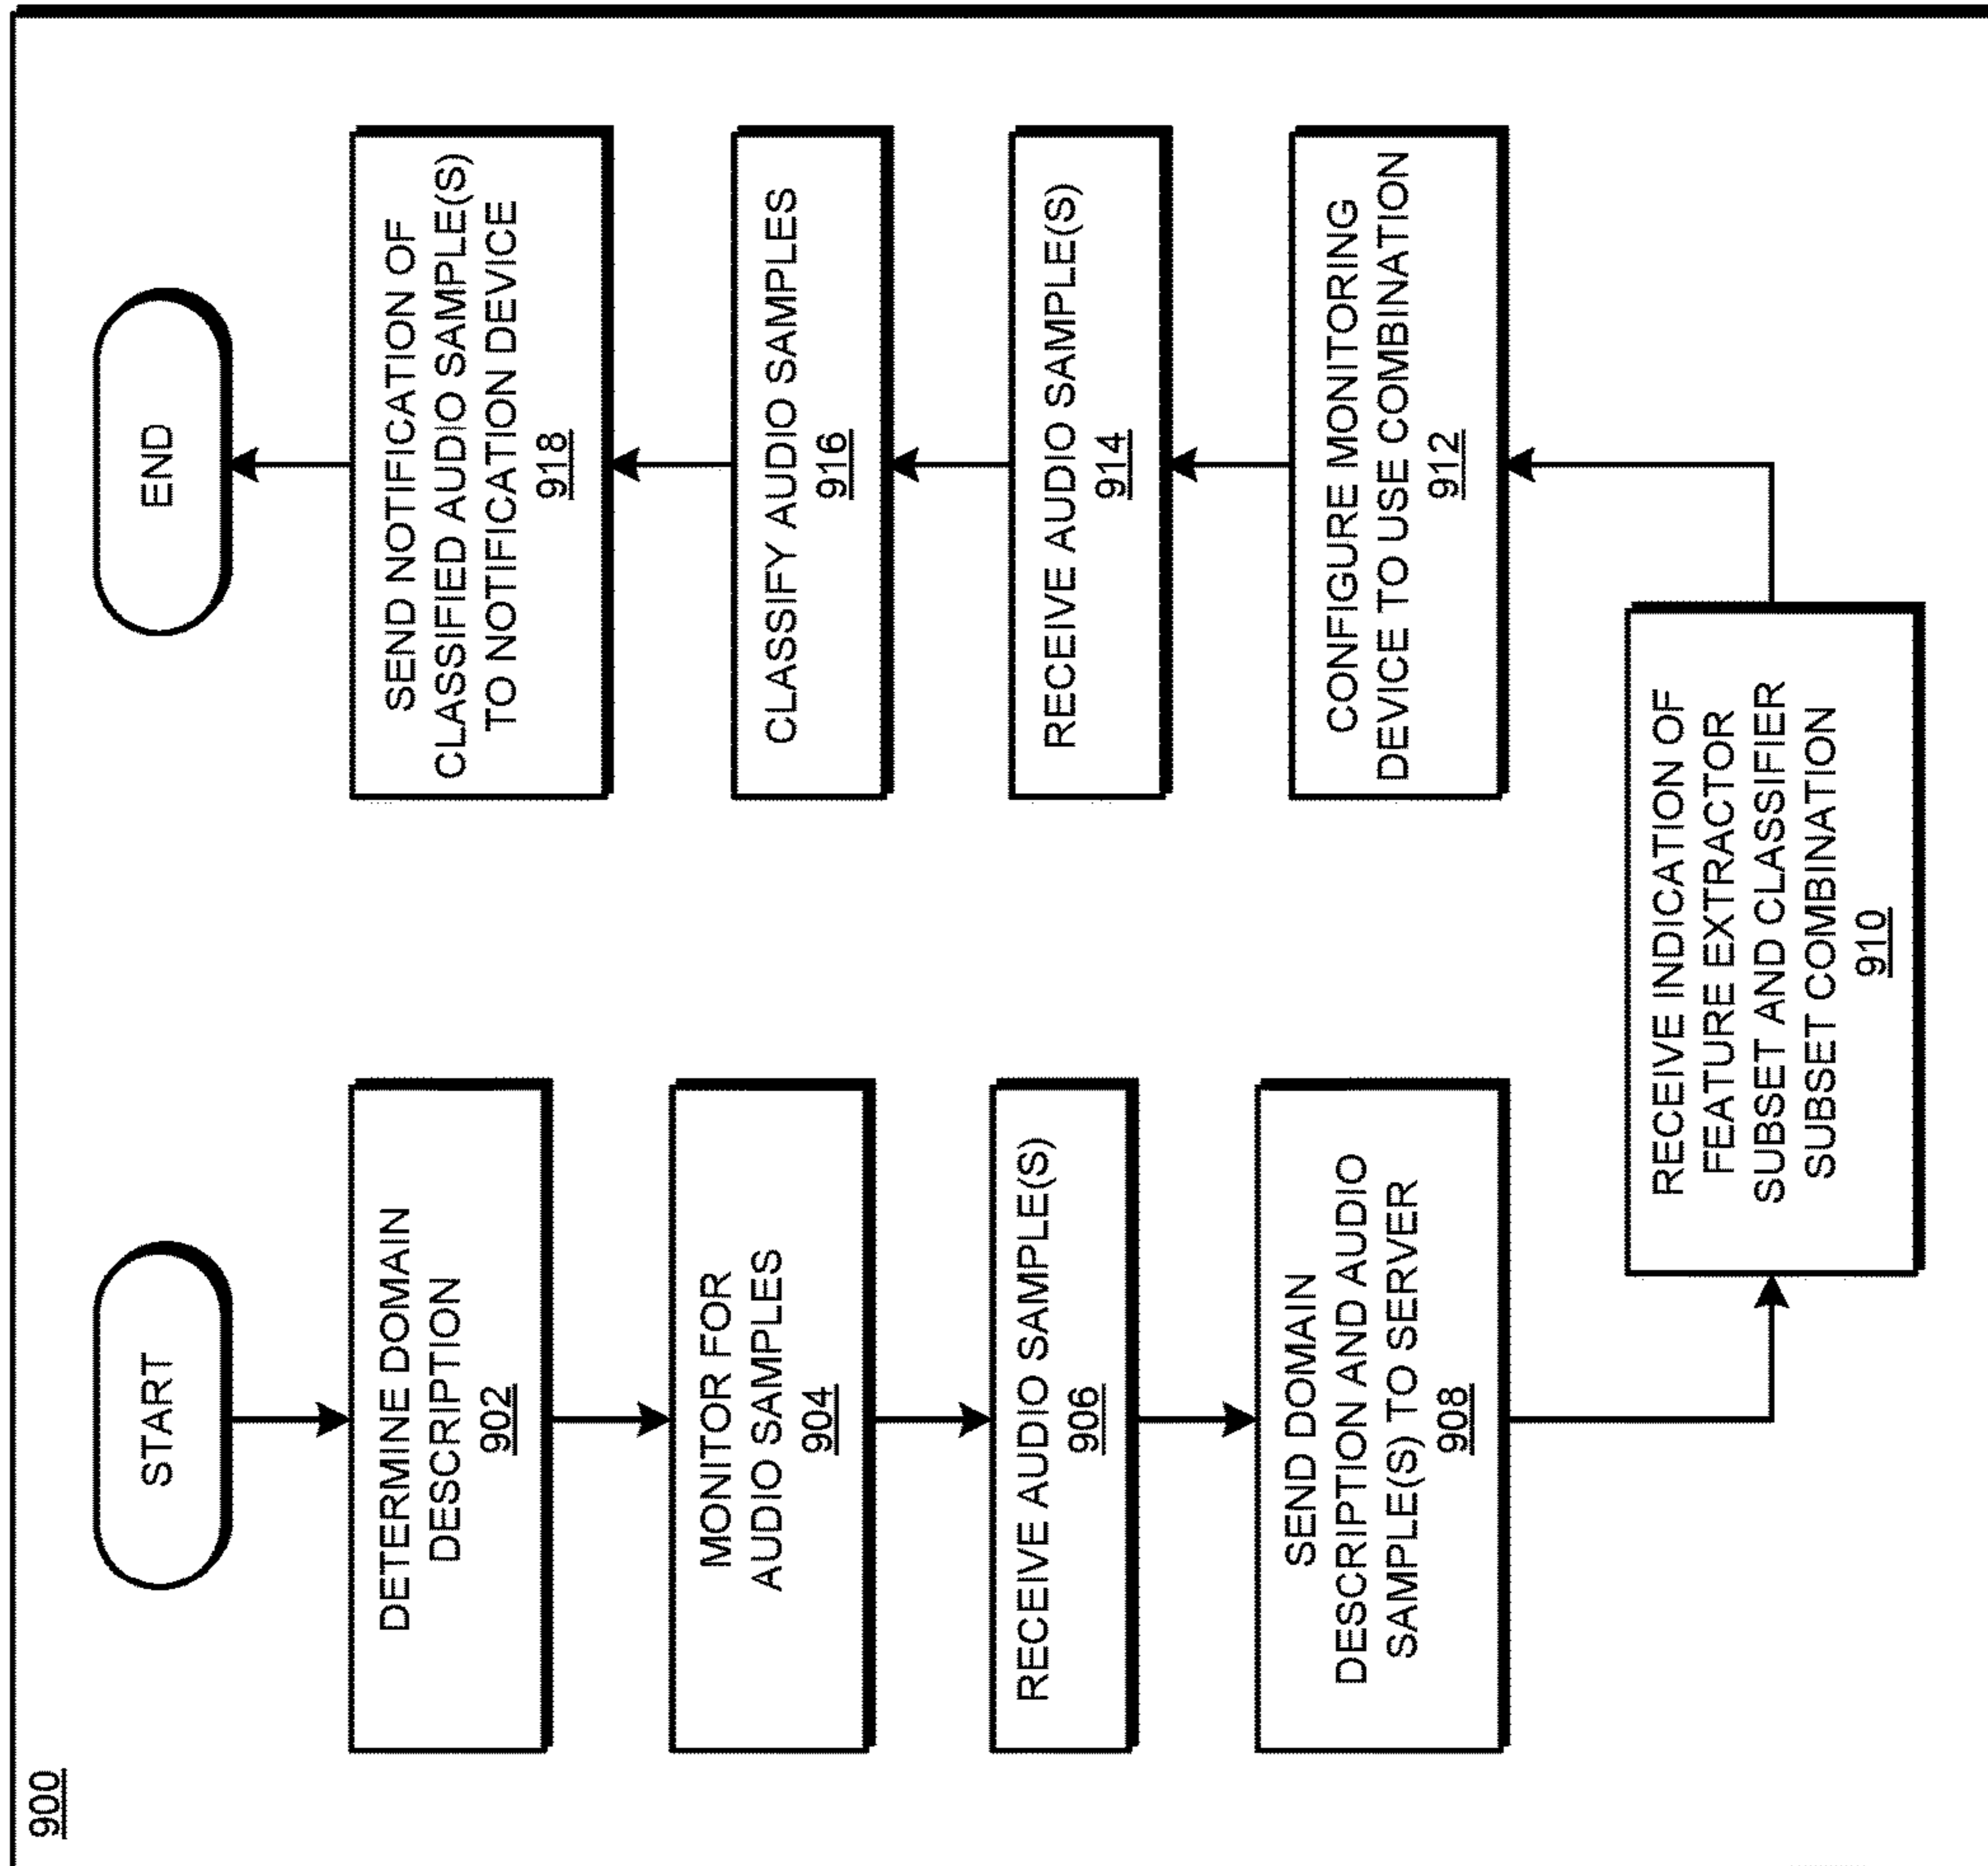 900
START
DETERMINE DOMAIN
DESCRIPTION
902
MONITOR FOR
AUDIO SAMPLES
904
RECEIVE AUDIO SAMPLE(S)
906
SEND DOMAIN
DESCRIPTION AND AUDIO
SAMPLE(S) TO SERVER
908
RECEIVE INDICATION OF
FEATURE EXTRACTOR
SUBSET AND CLASSIFIER
SUBSET COMBINATION
910
CONFIGURE MONITORING
DEVICE TO USE COMBINATION
912
RECEIVE AUDIO SAMPLE(S)
914
CLASSIFY AUDIO SAMPLES
916
SEND NOTIFICATION OF
CLASSIFIED AUDIO SAMPLE(S)
TO NOTIFICATION DEVICE
918
END